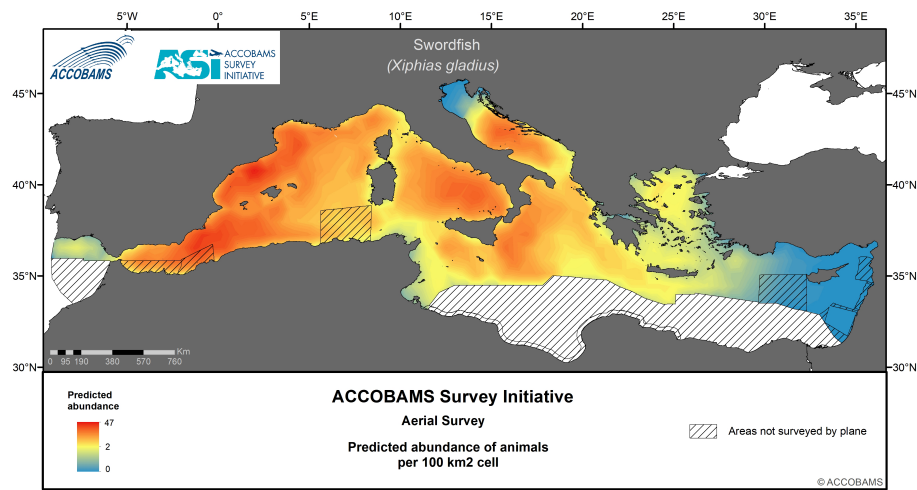 5°W 0° 5°E 10°E 15°E 20°E 25°E 30°E 35°E
Swordfish
(Xiphias gladius)
ACCOBAMS
ASI ACCOBAMS
SURVEY
INITIATIVE
45°N 45°N
40°N 40°N
35°N 35°N
30°N 30°N
Km
0 95 190 380 570 760
Predicted
abundance
47
2
0
ACCOBAMS Survey Initiative
Aerial Survey
Predicted abundance of animals
per 100 km2 cell
Areas not surveyed by plane
© ACCOBAMS